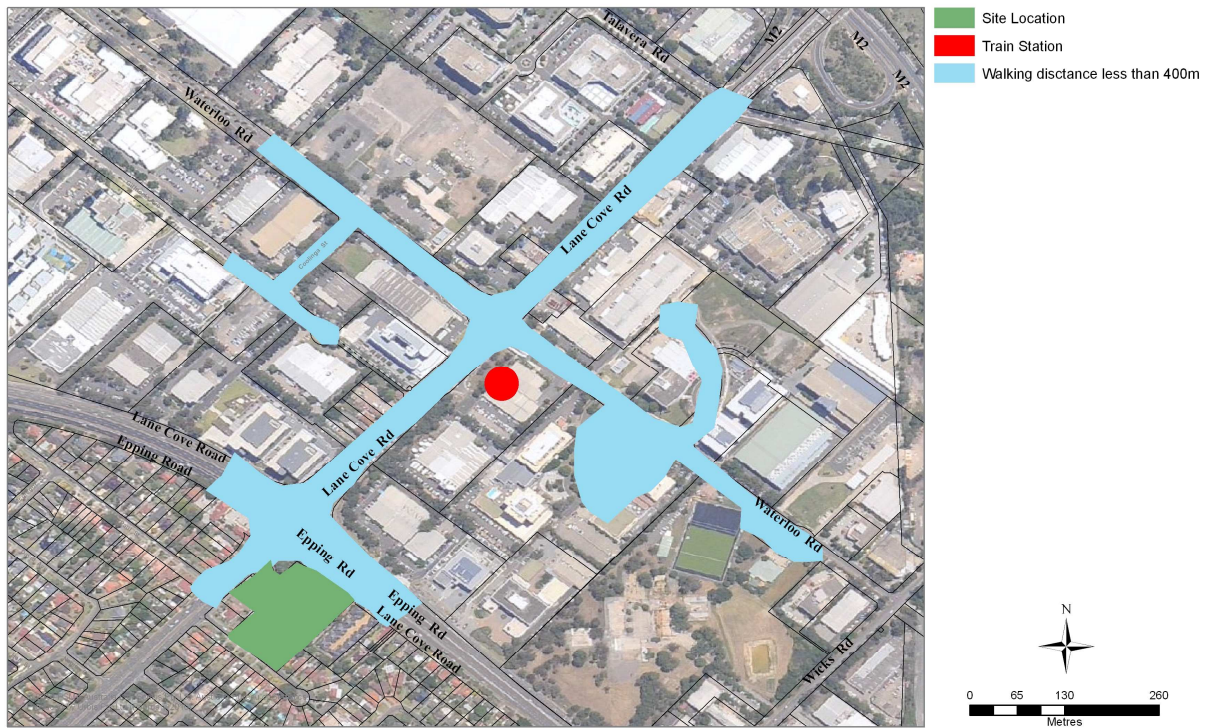 Site Location
Train Station
Walking disctance less than 400m
Talavera Rd
M2
M2
M2
Waterloo Rd
Lane Cove Rd
Coolinga St
Lane Cove Road
Epping Road
Lane Cove Rd
Waterloo Rd
Epping Rd
Epping Rd
Lane Cove Road
Wicks Rd
N
0 65 130 260
Metres